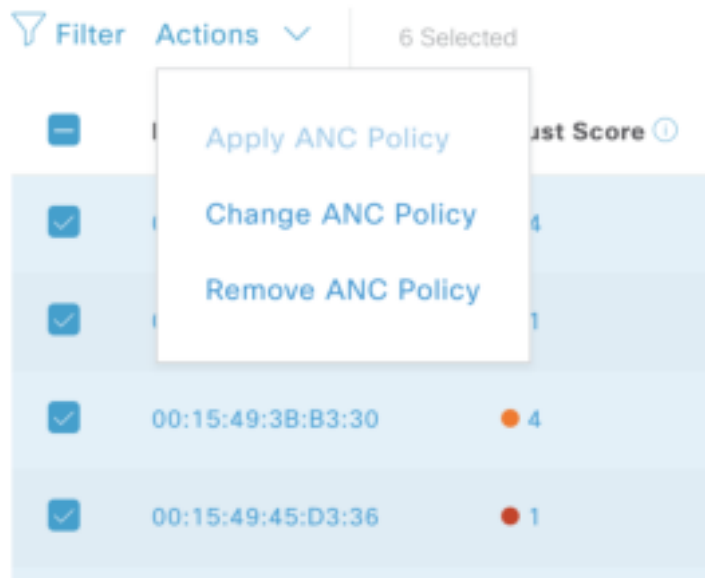 Filter Actions 6 Selected
Apply ANC Policy
Change ANC Policy
Remove ANC Policy
Score
4
1
00:15:49:3B:B3:30 4
00:15:49:45:D3:36 1